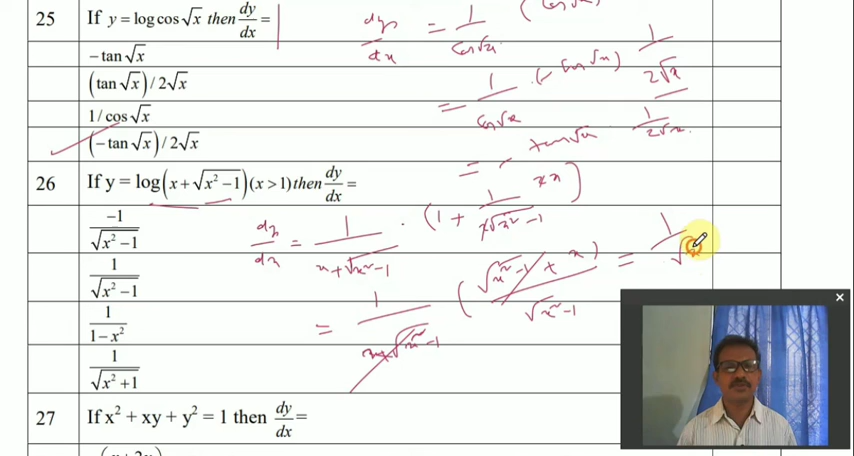 25 If y = log cos √x then dy/dx =
− tan √x
(tan √x) / 2√x
1/ cos √x
(− tan √x) / 2√x
dy/dx = 1/cos√x
= 1/cos√x 1/2√x
= − tan√x · 1/2√x
26 If y = log(x + √(x² − 1)) (x > 1) then dy/dx =
−1/√(x² − 1)
1/√(x² − 1)
1/(1 − x²)
1/√(x² + 1)
dy/dx = 1/(x + √(x² − 1)) · (1 + 1/(2√(x² − 1)) × 2x)
= 1/(x + √(x² − 1)) ((√(x² − 1) + x)/√(x² − 1)) = 1/√
27 If x² + xy + y² = 1 then dy/dx =